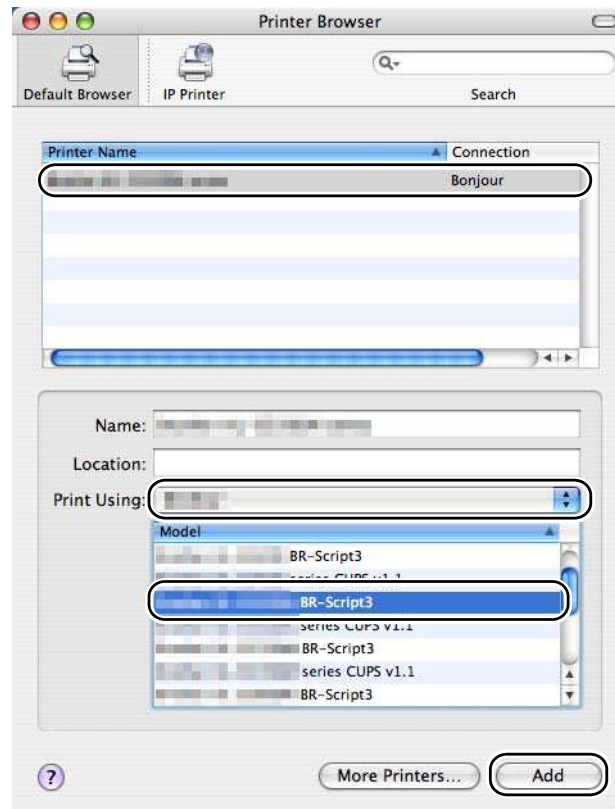 Printer Browser
Default Browser IP Printer Search
Printer Name Connection
Bonjour
Name:
Location:
Print Using:
Model
BR-Script3
series CUPS v1.1
BR-Script3
series CUPS v1.1
BR-Script3
series CUPS v1.1
BR-Script3
? More Printers... Add